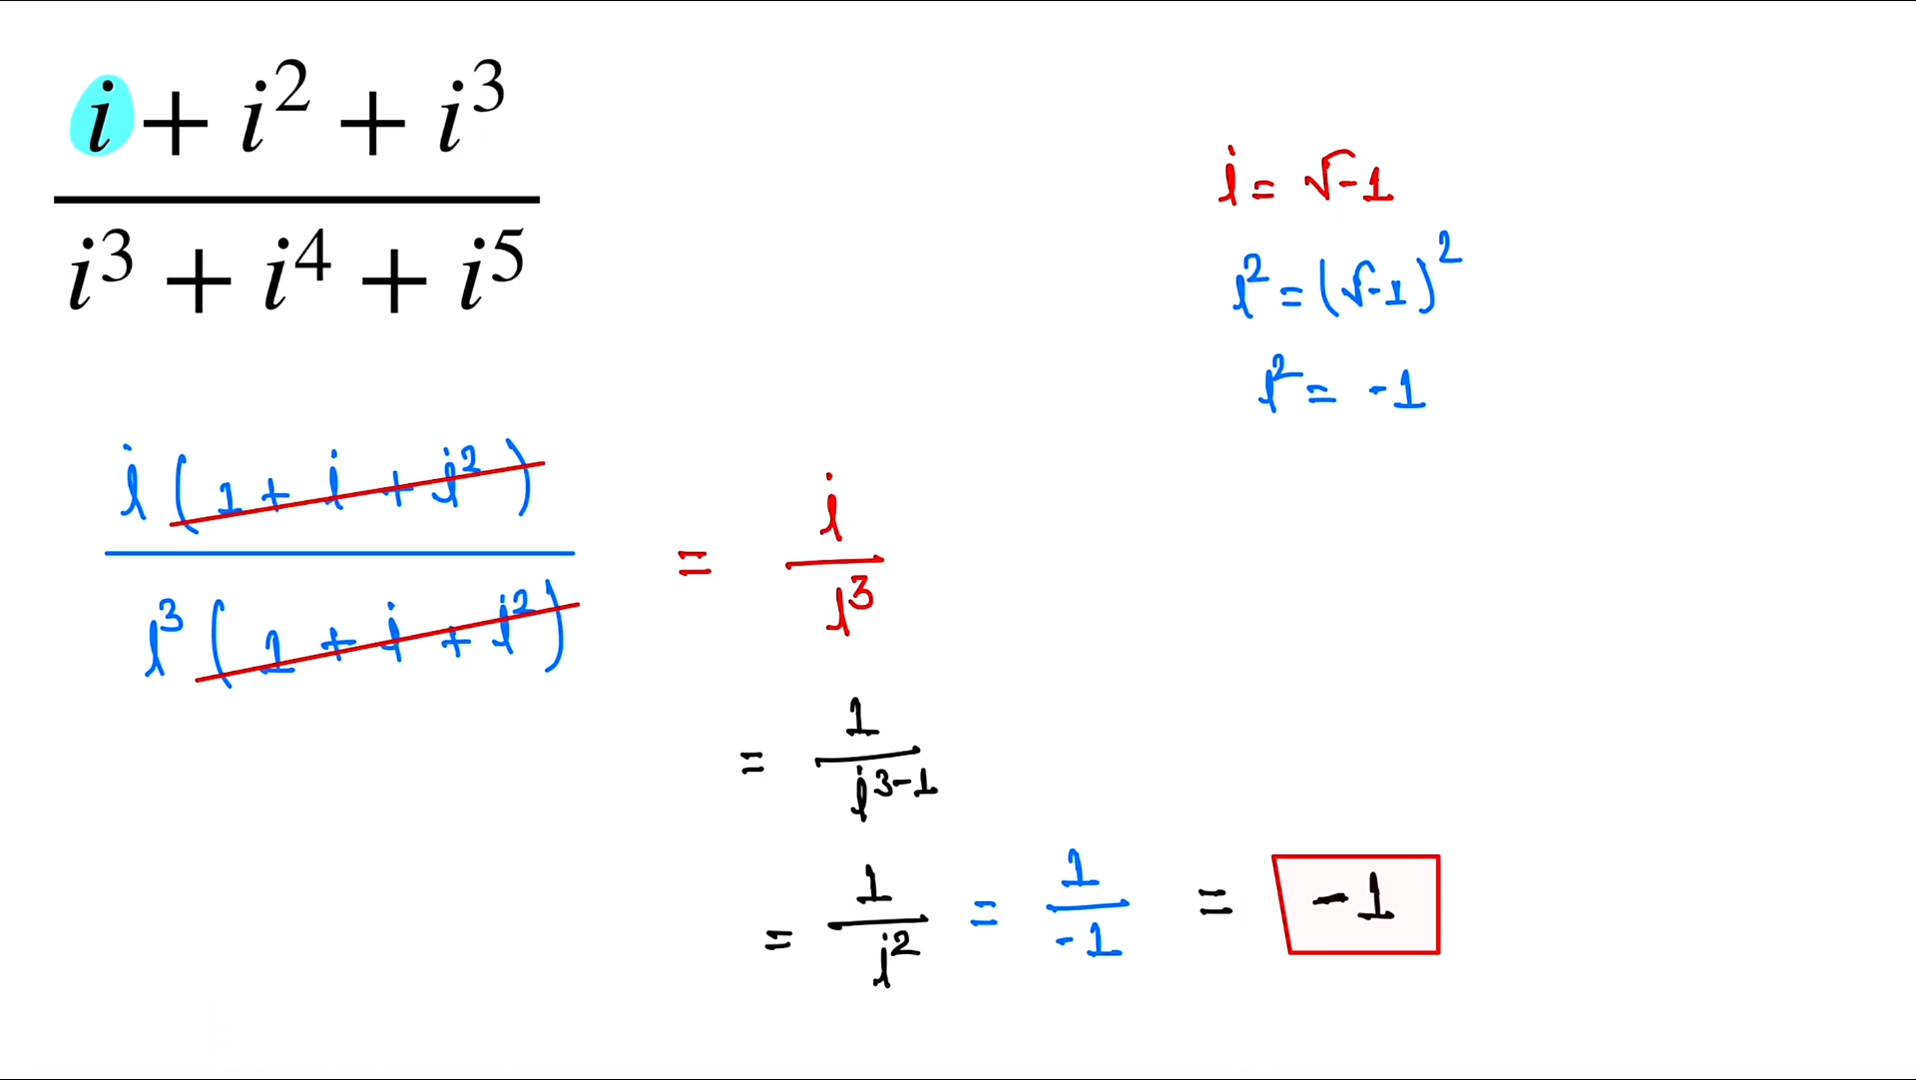 i + i² + i³
i³ + i⁴ + i⁵
i = √-1
i² = (√-1)²
i² = -1
i (1 + i + i²)
i³ (1 + i + i²)
= i / i³
= 1 / i³⁻¹
= 1 / i² = 1 / -1 = -1